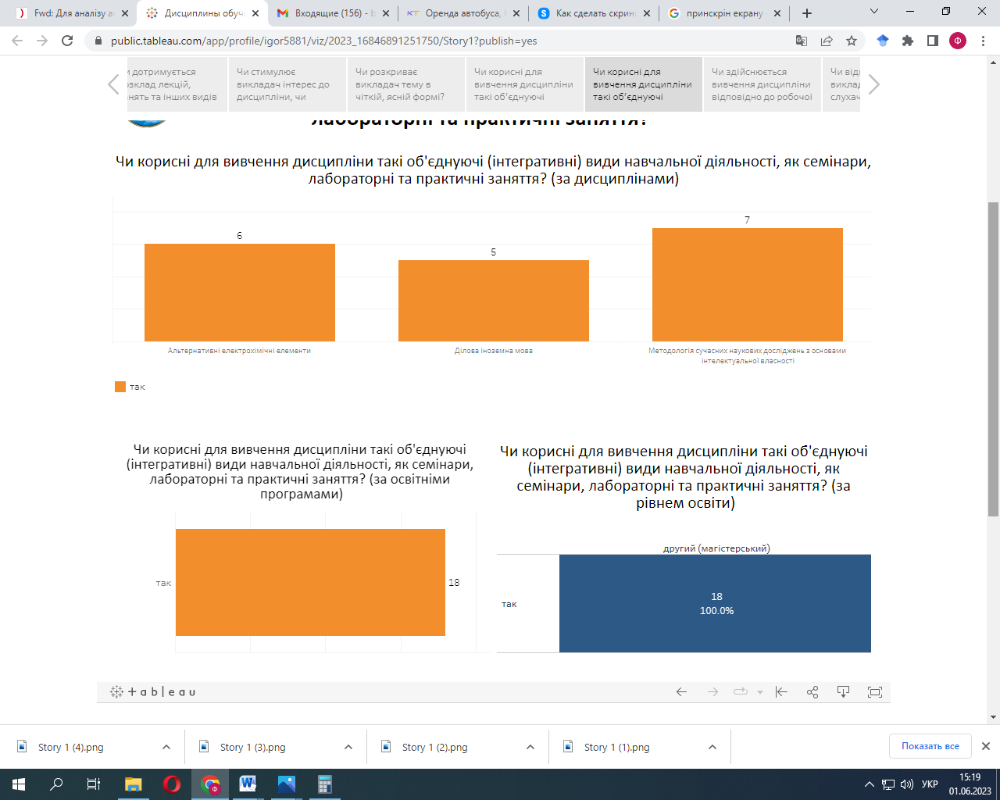 Fwd: Для аналізу а
Дисциплины обуч
Входящие (156) - b
Оренда автобуса,
Как сделать скрин
принскрін екрану
public.tableau.com/app/profile/igor5881/viz/2023_16846891251750/Story1?publish=yes
Ф
дотримується
розклад лекцій,
нять та інших видів
Чи стимулює
викладач інтерес до
дисципліни, чи
Чи розкриває
викладач тему в
чіткій, ясній формі?
Чи корисні для
вивчення дисципліни
такі об'єднуючі
Чи корисні для
вивчення дисципліни
такі об'єднуючі
Чи здійснюється
вивчення дисципліни
відповідно до робочої
Чи від
виклад
слухач
лабораторні та практичні заняття?
Чи корисні для вивчення дисципліни такі об'єднуючі (інтегративні) види навчальної діяльності, як семінари,
лабораторні та практичні заняття? (за дисциплінами)
6
5
7
Альтернативні електрохімічні елементи
Ділова іноземна мова
Методологія сучасних наукових досліджень з основами
інтелектуальної власності
так
Чи корисні для вивчення дисципліни такі об'єднуючі
(інтегративні) види навчальної діяльності, як семінари,
лабораторні та практичні заняття? (за освітніми
програмами)
так
18
Чи корисні для вивчення дисципліни такі об'єднуючі
(інтегративні) види навчальної діяльності, як
семінари, лабораторні та практичні заняття? (за
рівнем освіти)
другий (магістерський)
так
18
100.0%
+ableau
Story 1 (4).png
Story 1 (3).png
Story 1 (2).png
Story 1 (1).png
Показать все
УКР
15:19
01.06.2023